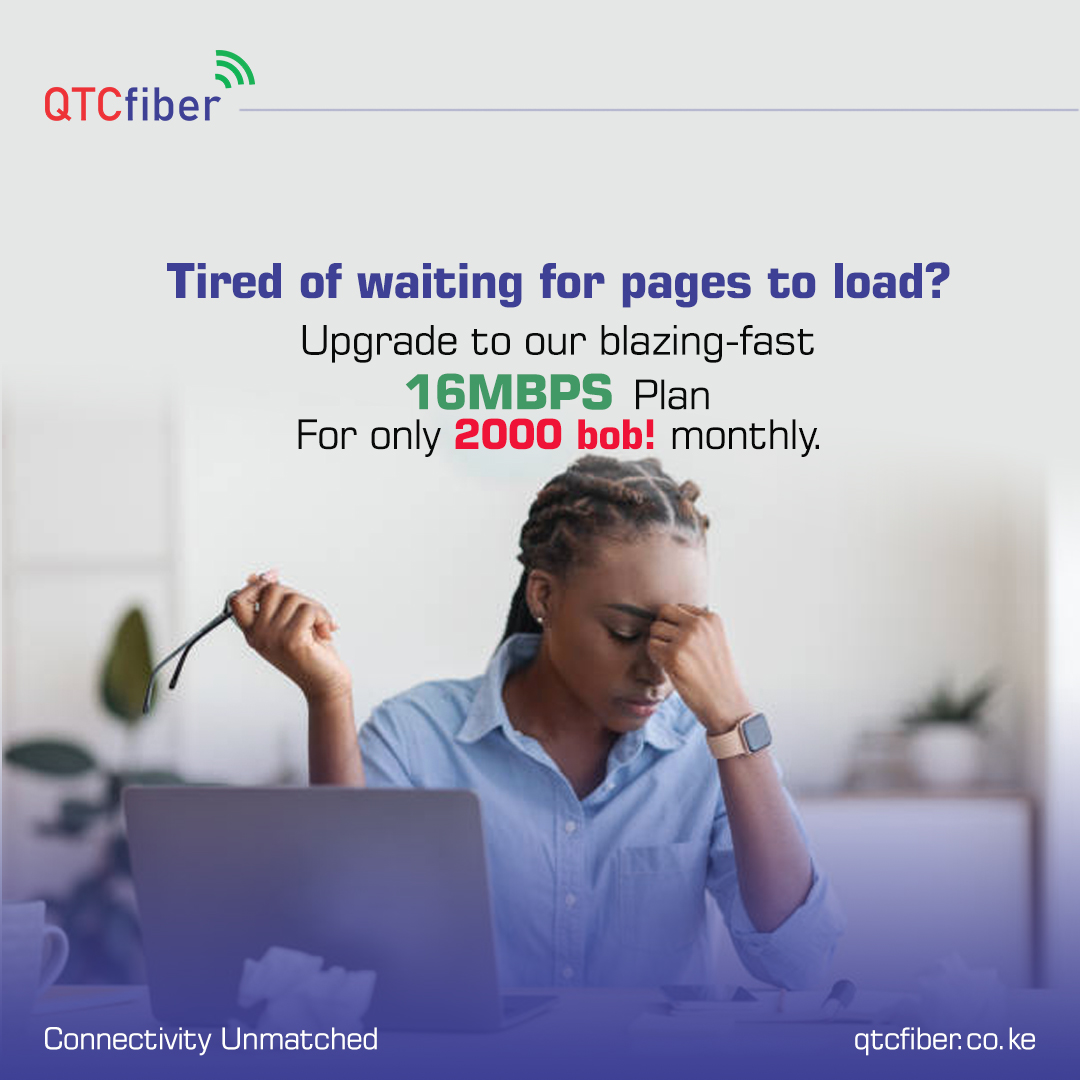 QTCfiber
Tired of waiting for pages to load?
Upgrade to our blazing-fast
16MBPS Plan
For only 2000 bob! monthly.
Connectivity Unmatched
qtcfiber.co.ke